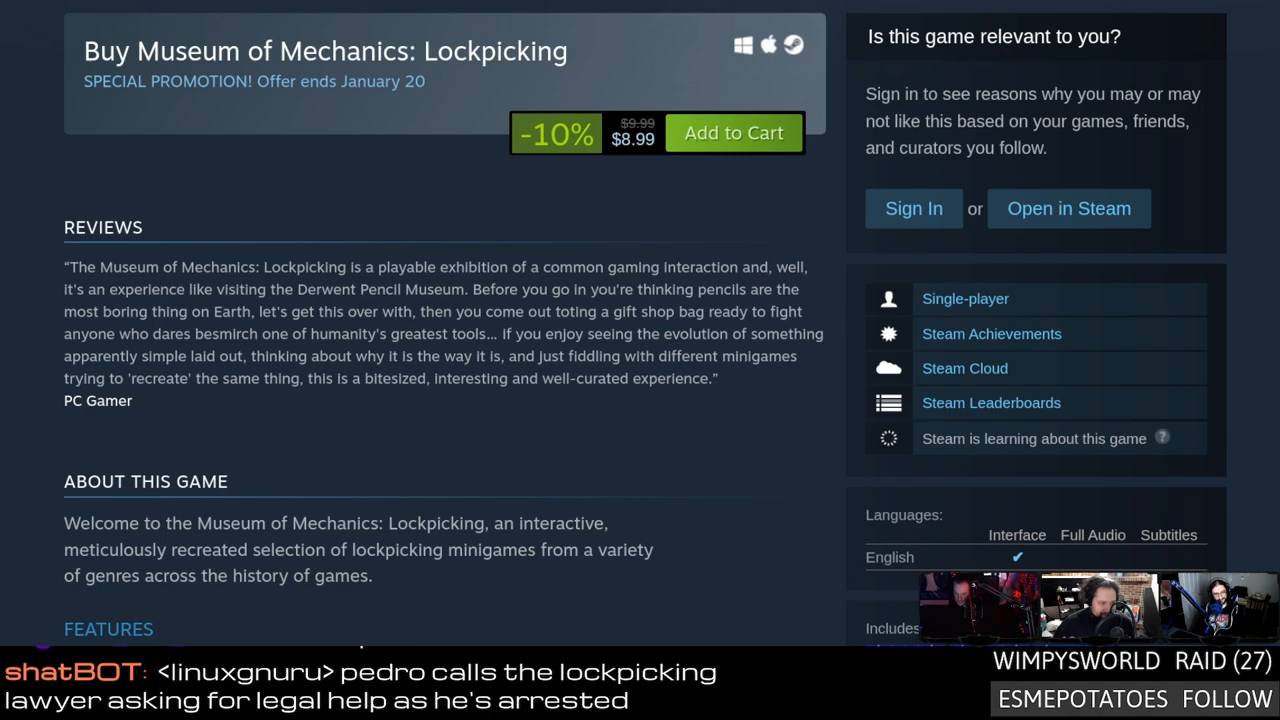 Buy Museum of Mechanics: Lockpicking
SPECIAL PROMOTION! Offer ends January 20
-10%
$9.99
$8.99
Add to Cart
REVIEWS
“The Museum of Mechanics: Lockpicking is a playable exhibition of a common gaming interaction and, well,
it's an experience like visiting the Derwent Pencil Museum. Before you go in you're thinking pencils are the
most boring thing on Earth, let's get this over with, then you come out toting a gift shop bag ready to fight
anyone who dares besmirch one of humanity's greatest tools... If you enjoy seeing the evolution of something
apparently simple laid out, thinking about why it is the way it is, and just fiddling with different minigames
trying to 'recreate' the same thing, this is a bitesized, interesting and well-curated experience.”
PC Gamer
ABOUT THIS GAME
Welcome to the Museum of Mechanics: Lockpicking, an interactive,
meticulously recreated selection of lockpicking minigames from a variety
of genres across the history of games.
FEATURES
Is this game relevant to you?
Sign in to see reasons why you may or may
not like this based on your games, friends,
and curators you follow.
Sign In or Open in Steam
Single-player
Steam Achievements
Steam Cloud
Steam Leaderboards
Steam is learning about this game ?
Languages:
Interface Full Audio Subtitles
English ✔
Includes
shatBOT: <linuxgnuru> pedro calls the lockpicking
lawyer asking for legal help as he's arrested
WIMPYSWORLD RAID (27)
ESMEPOTATOES FOLLOW